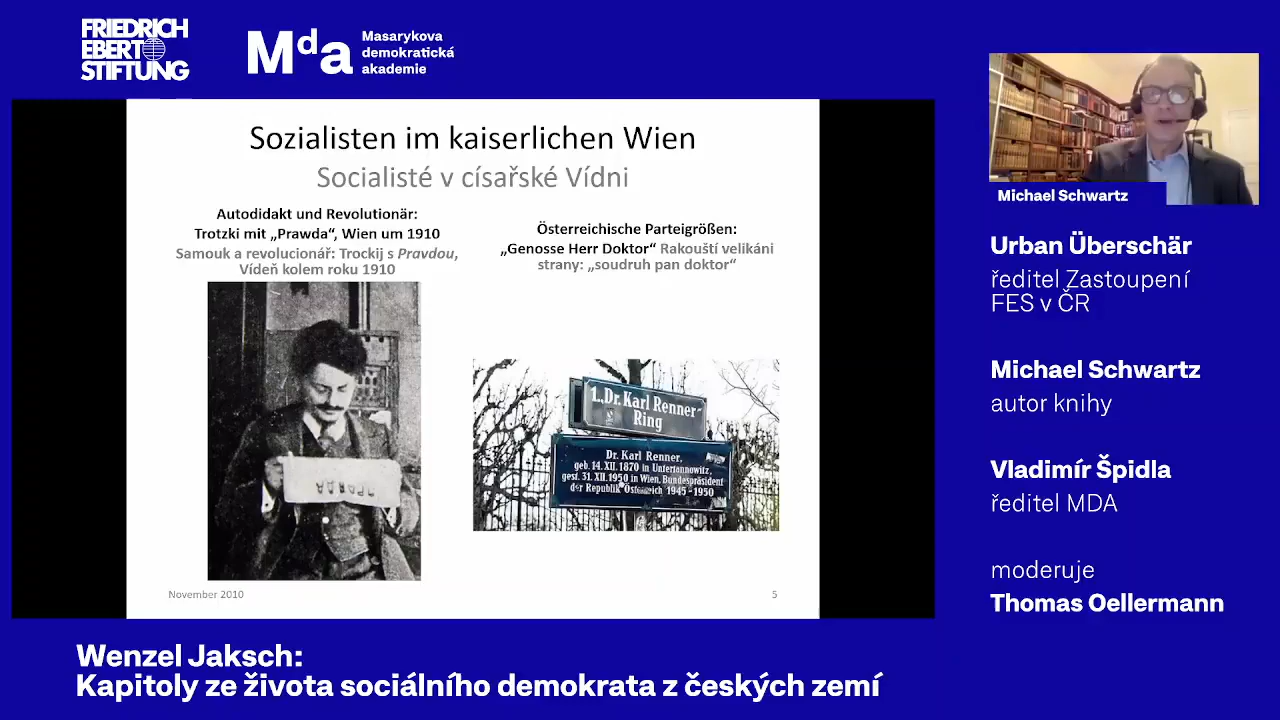 FRIEDRICH
EBERT
STIFTUNG
Mda
Masarykova
demokratická
akademie
Sozialisten im kaiserlichen Wien
Socialisté v císařské Vídni
Autodidakt und Revolutionär:
Trotzki mit „Prawda“, Wien um 1910
Samouk a revolucionář: Trockij s Pravdou,
Vídeň kolem roku 1910
Österreichische Parteigrößen:
„Genosse Herr Doktor“ Rakouští velikáni
strany: „soudruh pan doktor“
1., Dr. Karl Renner-
Ring
Dr. Karl Renner,
geb. 14. XII. 1870 in Untertannowitz,
gest. 31. XII. 1950 in Wien, Bundespräsident
der Republik Österreich 1945-1950
November 2010
5
Michael Schwartz
Urban Überschär
ředitel Zastoupení
FES v ČR
Michael Schwartz
autor knihy
Vladimír Špidla
ředitel MDA
moderuje
Thomas Oellermann
Wenzel Jaksch:
Kapitoly ze života sociálního demokrata z českých zemí